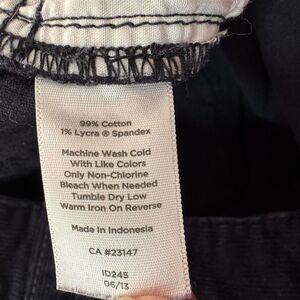 99% Cotton
1% Lycra® Spandex
Machine Wash Cold
With Like Colors
Only Non-Chlorine
Bleach When Needed
Tumble Dry Low
Warm Iron On Reverse
Made In Indonesia
CA #23147
ID245
06/13